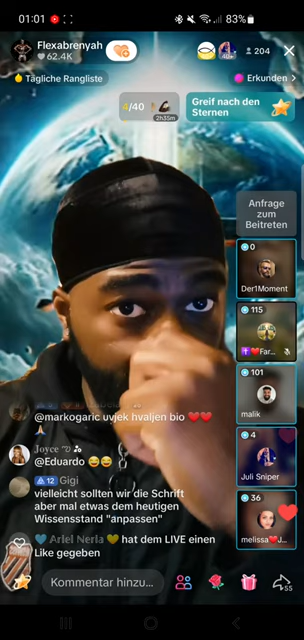 01:01
83%
Flexabrenyah
62.4K
204
Tägliche Rangliste
Erkunden >
4/40
2h35m
Greif nach den
Sternen
Anfrage
zum
Beitreten
0
Der1Moment
115
Far...
101
malik
4
Juli Sniper
36
melissa❤️J...
@markogaric uvjek hvaljen bio ❤️❤️
🙏
Joyce
@Eduardo 😂😂
12 Gigi
vielleicht sollten wir die Schrift
aber mal etwas dem heutigen
Wissensstand "anpassen"
💙 Ariel Nerla 💛 hat dem LIVE einen
Like gegeben
Kommentar hinzu...
55